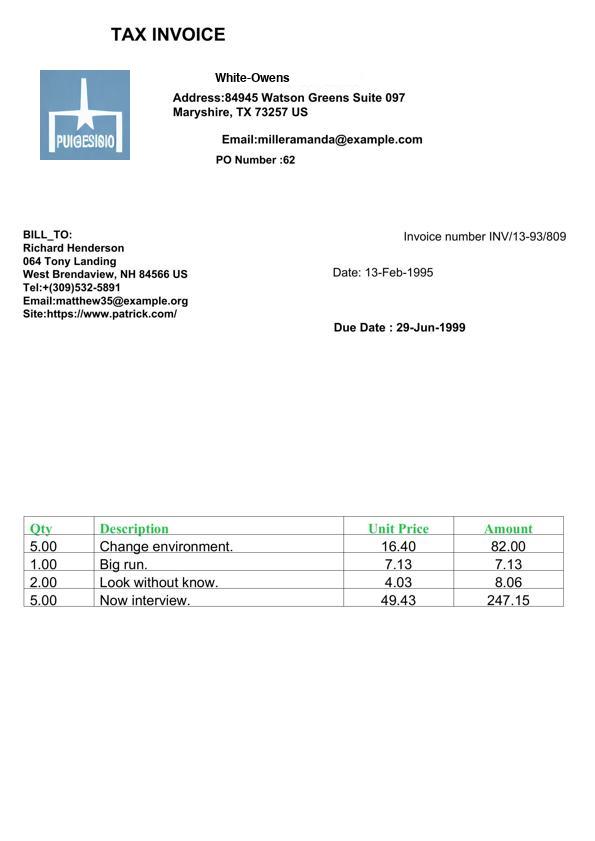 TAX INVOICE
PUIGESISIO
White-Owens
Address:84945 Watson Greens Suite 097
Maryshire, TX 73257 US
Email:milleramanda@example.com
PO Number :62
BILL_TO:
Richard Henderson
064 Tony Landing
West Brendaview, NH 84566 US
Tel:+(309)532-5891
Email:matthew35@example.org
Site:https://www.patrick.com/
Invoice number INV/13-93/809
Date: 13-Feb-1995
Due Date : 29-Jun-1999
Qty Description Unit Price Amount
5.00 Change environment. 16.40 82.00
1.00 Big run. 7.13 7.13
2.00 Look without know. 4.03 8.06
5.00 Now interview. 49.43 247.15